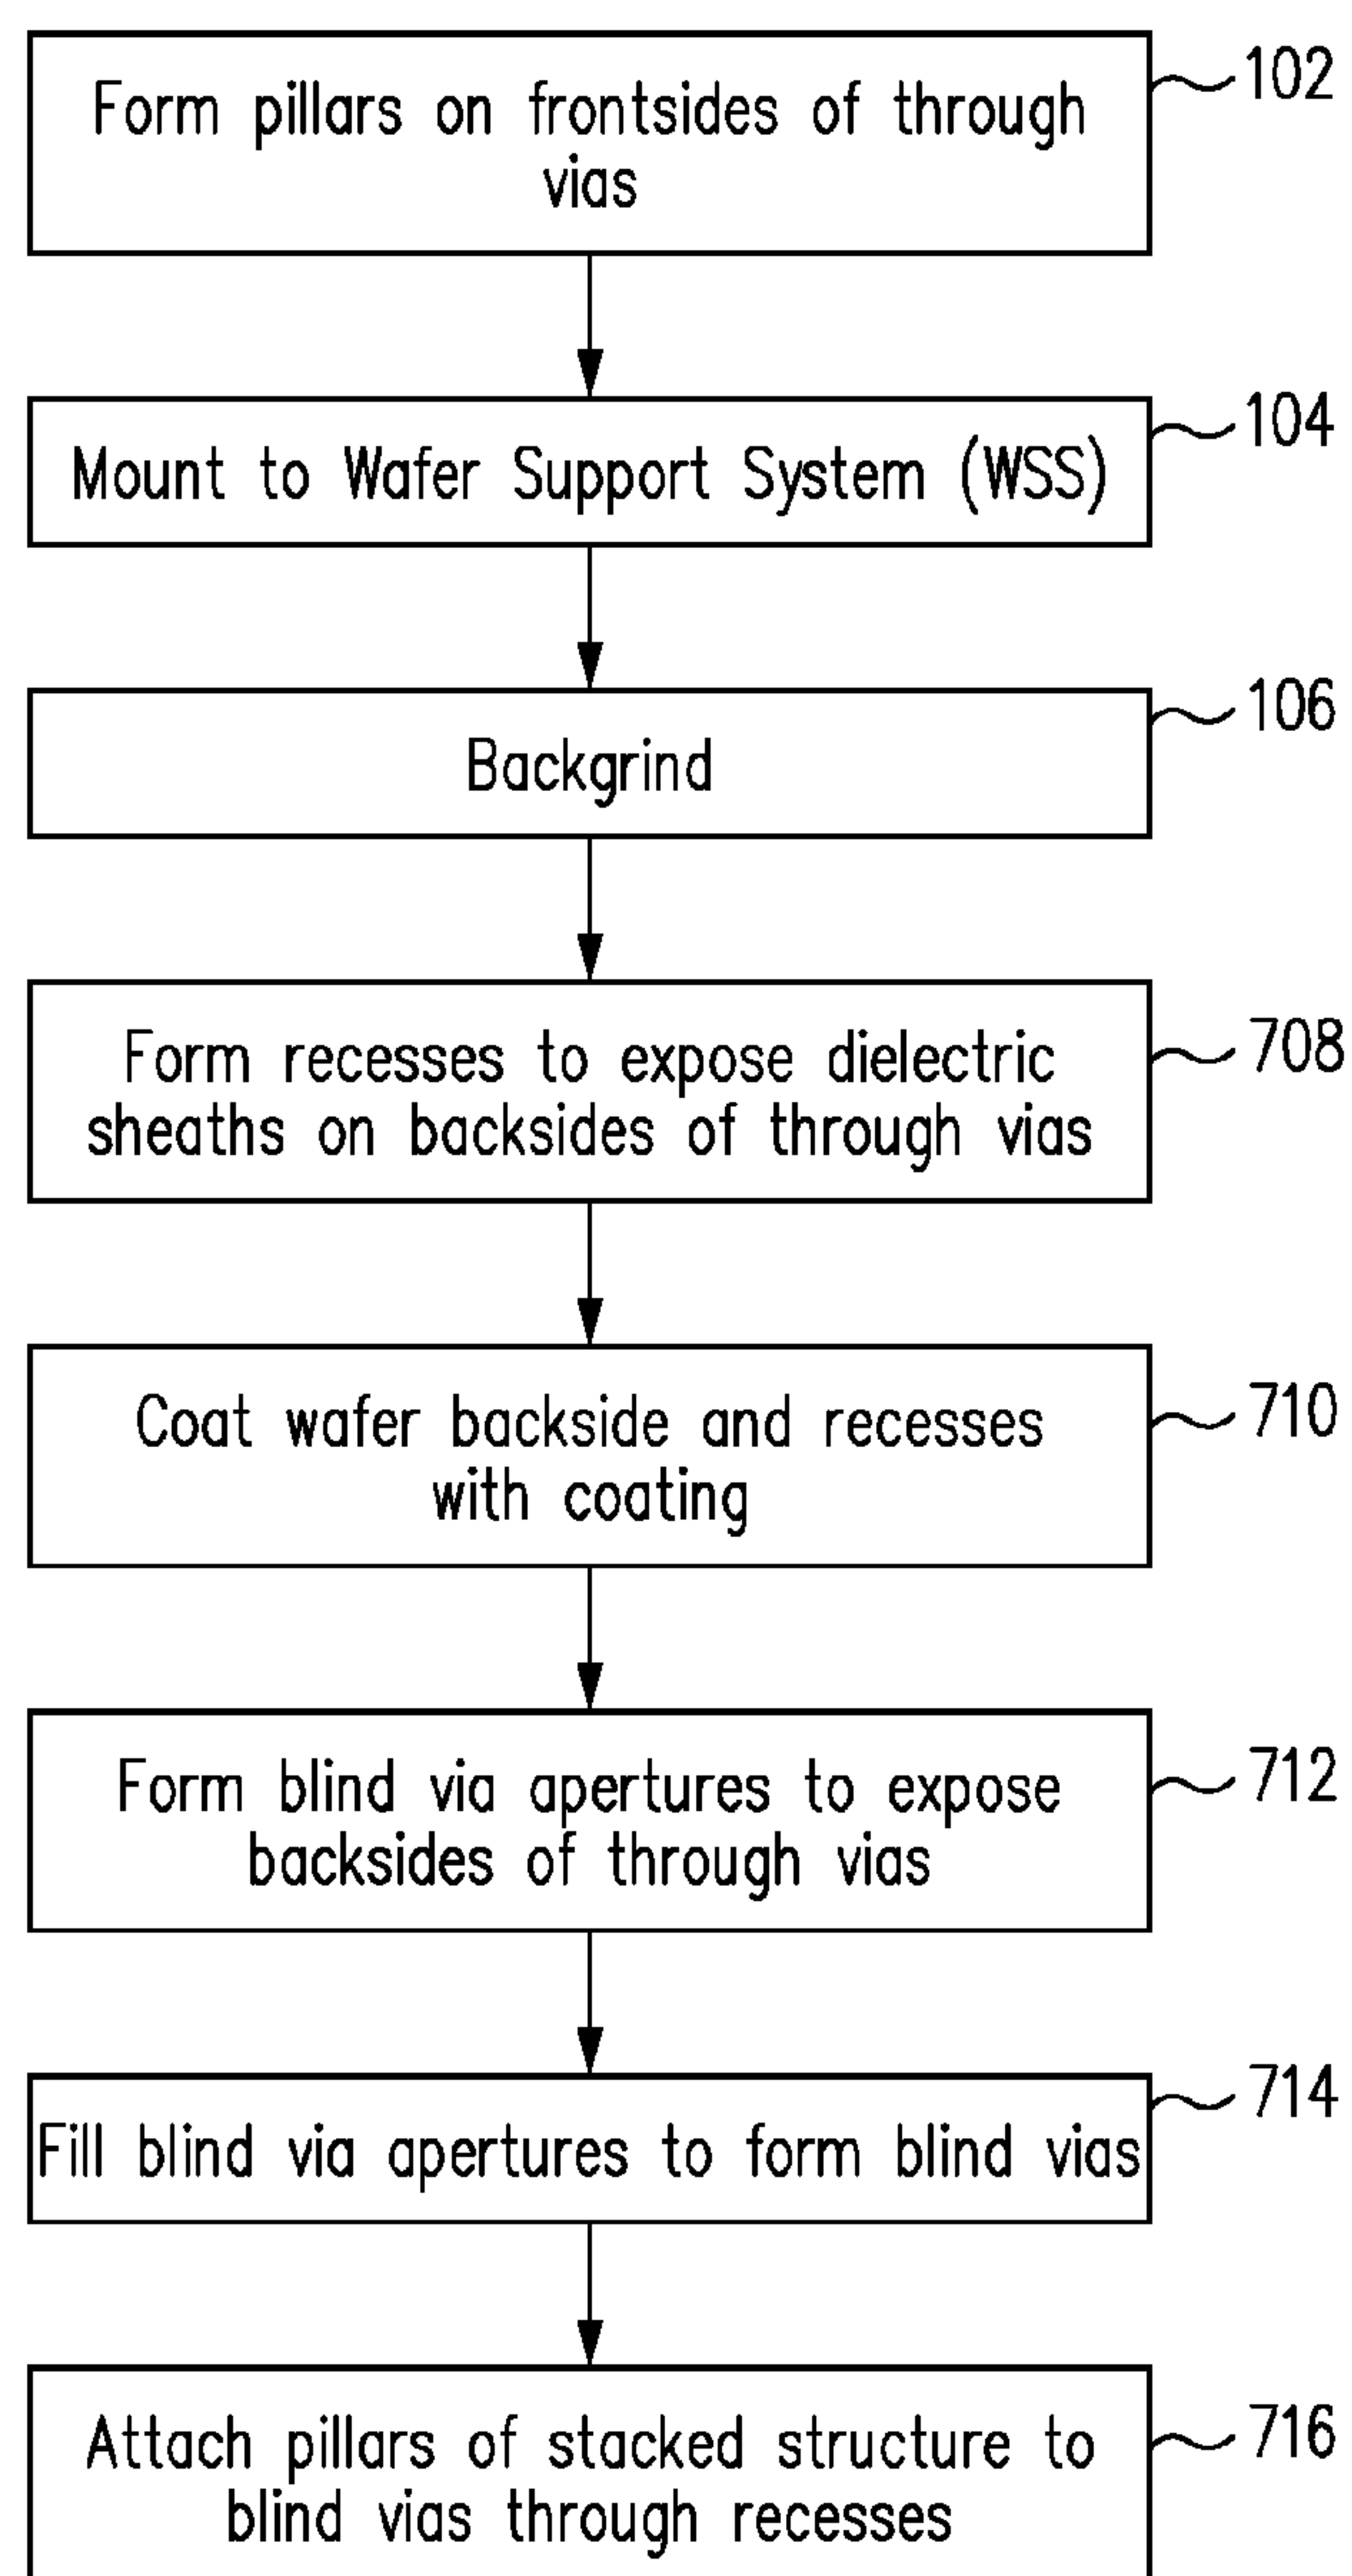 Form pillars on frontsides of through
vias
102
Mount to Wafer Support System (WSS)
104
Backgrind
106
Form recesses to expose dielectric
sheaths on backsides of through vias
708
Coat wafer backside and recesses
with coating
710
Form blind via apertures to expose
backsides of through vias
712
Fill blind via apertures to form blind vias
714
Attach pillars of stacked structure to
blind vias through recesses
716